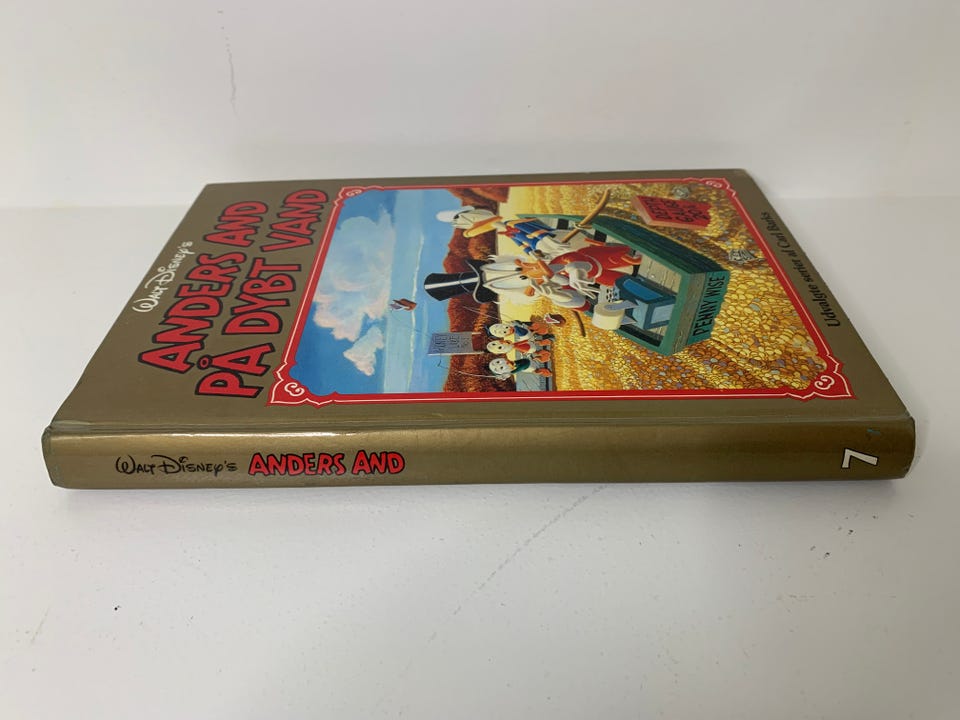 Walt Disney's
ANDERS AND
PÅ DYBT VAND
PENNY WISE
Udvalgte serier af Carl Barks
Walt Disney's ANDERS AND
7